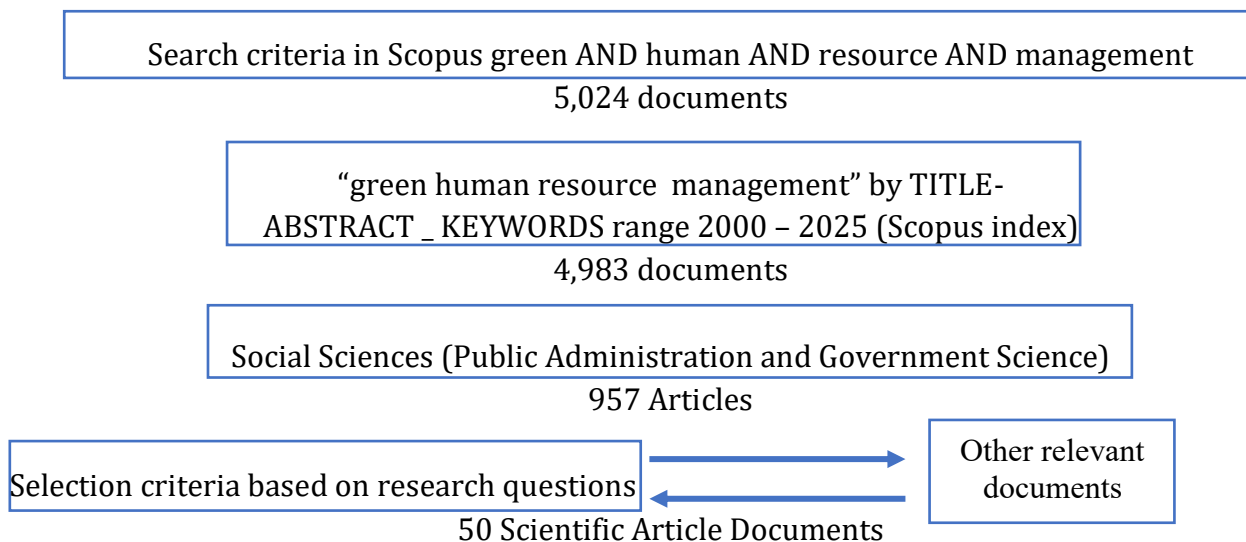 Search criteria in Scopus green AND human AND resource AND management
5,024 documents
“green human resource  management” by TITLE-
ABSTRACT _ KEYWORDS range 2000 – 2025 (Scopus index)
4,983 documents
Social Sciences (Public Administration and Government Science)
957 Articles
Selection criteria based on research questions
Other relevant
documents
50 Scientific Article Documents